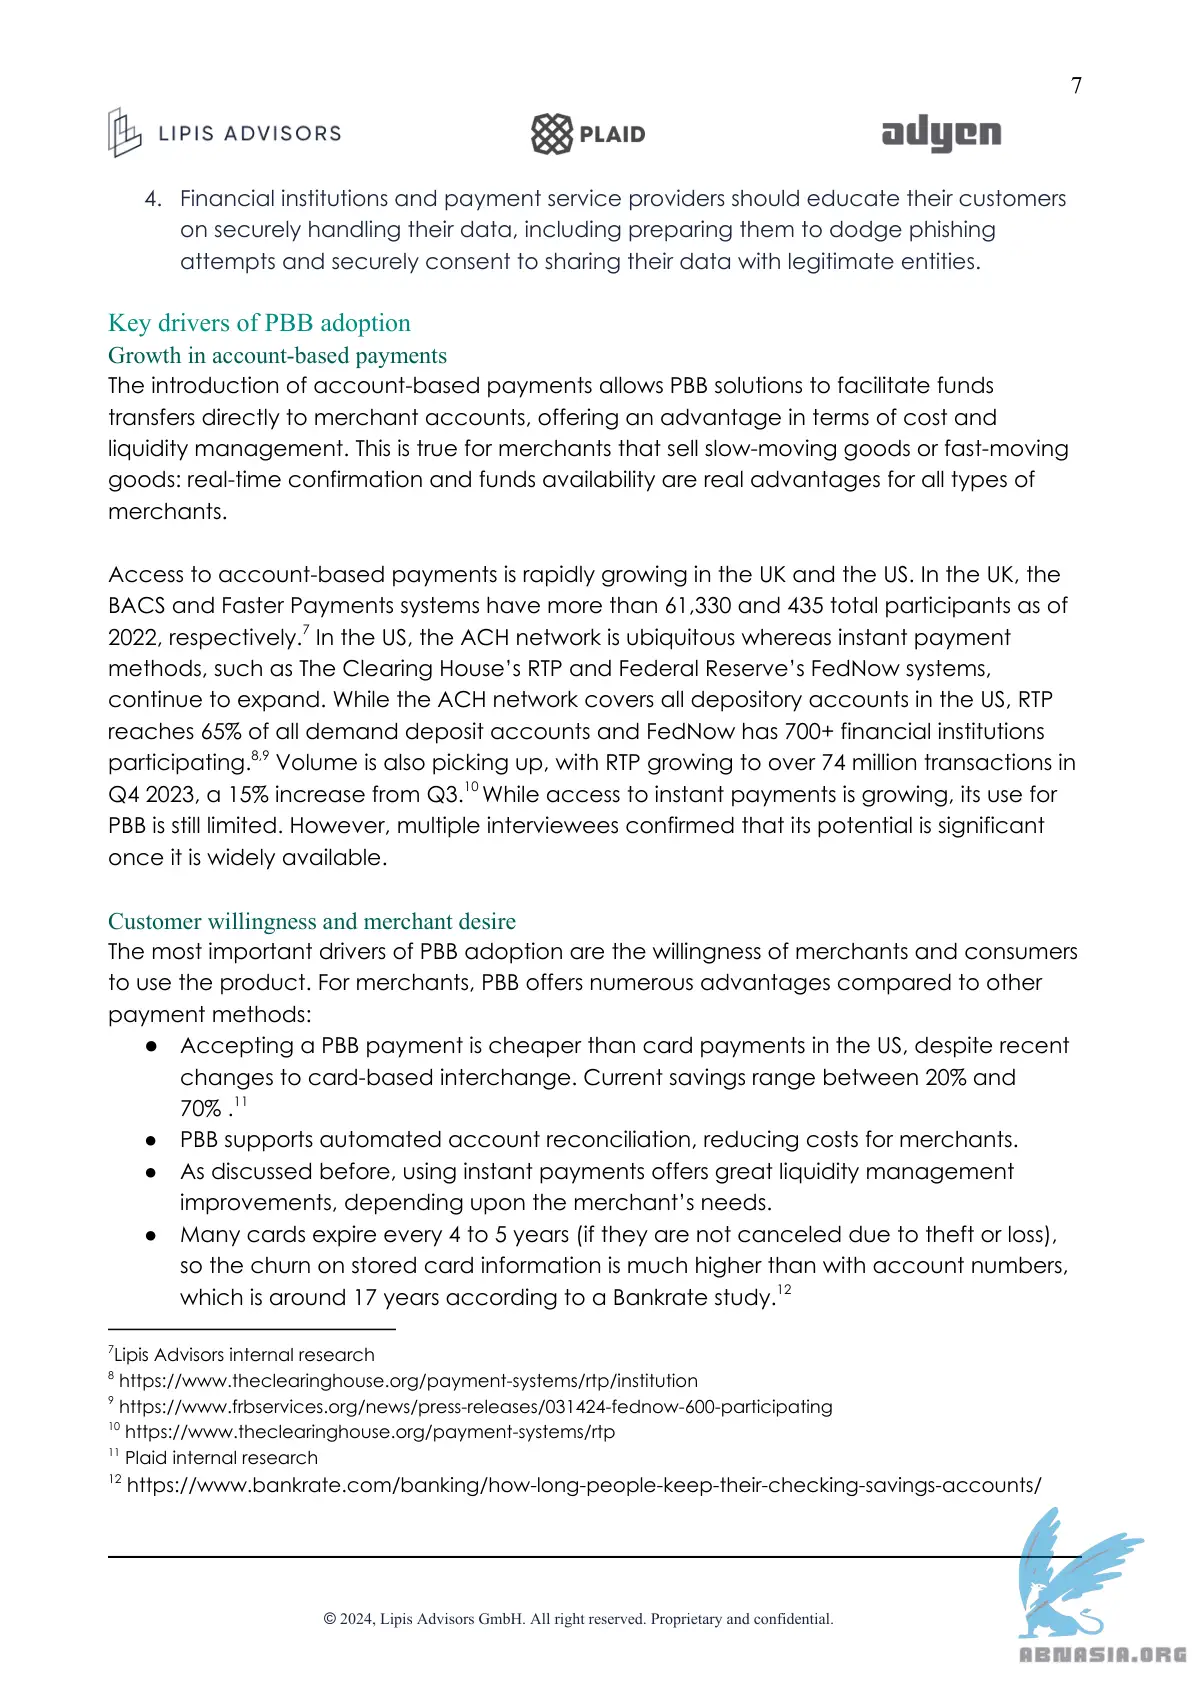 7
LIPIS ADVISORS
PLAID
adyen
4. Financial institutions and payment service providers should educate their customers
on securely handling their data, including preparing them to dodge phishing
attempts and securely consent to sharing their data with legitimate entities.
Key drivers of PBB adoption
Growth in account-based payments
The introduction of account-based payments allows PBB solutions to facilitate funds
transfers directly to merchant accounts, offering an advantage in terms of cost and
liquidity management. This is true for merchants that sell slow-moving goods or fast-moving
goods: real-time confirmation and funds availability are real advantages for all types of
merchants.
Access to account-based payments is rapidly growing in the UK and the US. In the UK, the
BACS and Faster Payments systems have more than 61,330 and 435 total participants as of
2022, respectively.7 In the US, the ACH network is ubiquitous whereas instant payment
methods, such as The Clearing House’s RTP and Federal Reserve’s FedNow systems,
continue to expand. While the ACH network covers all depository accounts in the US, RTP
reaches 65% of all demand deposit accounts and FedNow has 700+ financial institutions
participating.8,9 Volume is also picking up, with RTP growing to over 74 million transactions in
Q4 2023, a 15% increase from Q3.10 While access to instant payments is growing, its use for
PBB is still limited. However, multiple interviewees confirmed that its potential is significant
once it is widely available.
Customer willingness and merchant desire
The most important drivers of PBB adoption are the willingness of merchants and consumers
to use the product. For merchants, PBB offers numerous advantages compared to other
payment methods:
● Accepting a PBB payment is cheaper than card payments in the US, despite recent
changes to card-based interchange. Current savings range between 20% and
70% .11
● PBB supports automated account reconciliation, reducing costs for merchants.
● As discussed before, using instant payments offers great liquidity management
improvements, depending upon the merchant’s needs.
● Many cards expire every 4 to 5 years (if they are not canceled due to theft or loss),
so the churn on stored card information is much higher than with account numbers,
which is around 17 years according to a Bankrate study.12
7Lipis Advisors internal research
8 https://www.theclearinghouse.org/payment-systems/rtp/institution
9 https://www.frbservices.org/news/press-releases/031424-fednow-600-participating
10 https://www.theclearinghouse.org/payment-systems/rtp
11 Plaid internal research
12 https://www.bankrate.com/banking/how-long-people-keep-their-checking-savings-accounts/
© 2024, Lipis Advisors GmbH. All right reserved. Proprietary and confidential.
ABNASIA.ORG